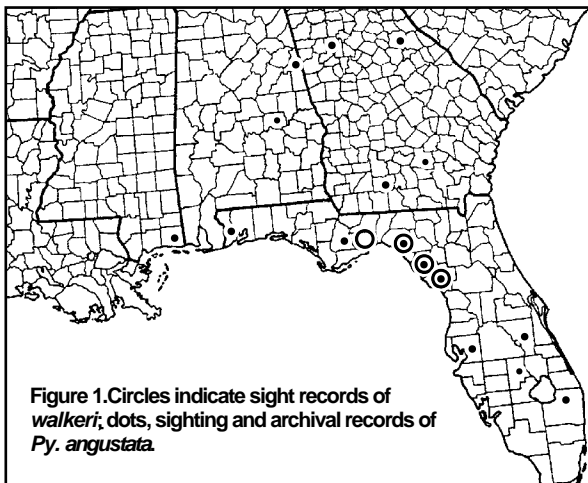 Figure 1.Circles indicate sight records of
walkeri; dots, sighting and archival records of
Py. angustata.